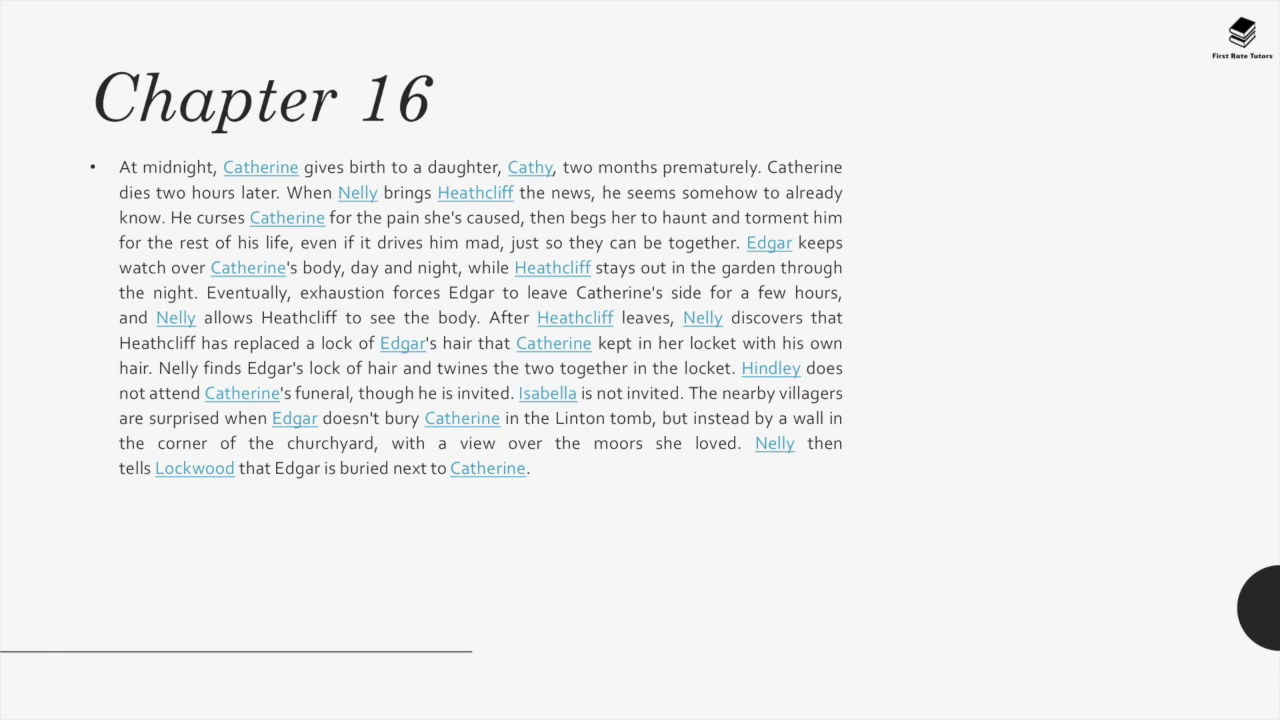 First Rate Tutors
Chapter 16
• At midnight, Catherine gives birth to a daughter, Cathy, two months prematurely. Catherine
dies two hours later. When Nelly brings Heathcliff the news, he seems somehow to already
know. He curses Catherine for the pain she's caused, then begs her to haunt and torment him
for the rest of his life, even if it drives him mad, just so they can be together. Edgar keeps
watch over Catherine's body, day and night, while Heathcliff stays out in the garden through
the night. Eventually, exhaustion forces Edgar to leave Catherine's side for a few hours,
and Nelly allows Heathcliff to see the body. After Heathcliff leaves, Nelly discovers that
Heathcliff has replaced a lock of Edgar's hair that Catherine kept in her locket with his own
hair. Nelly finds Edgar's lock of hair and twines the two together in the locket. Hindley does
not attend Catherine's funeral, though he is invited. Isabella is not invited. The nearby villagers
are surprised when Edgar doesn't bury Catherine in the Linton tomb, but instead by a wall in
the corner of the churchyard, with a view over the moors she loved. Nelly then
tells Lockwood that Edgar is buried next to Catherine.